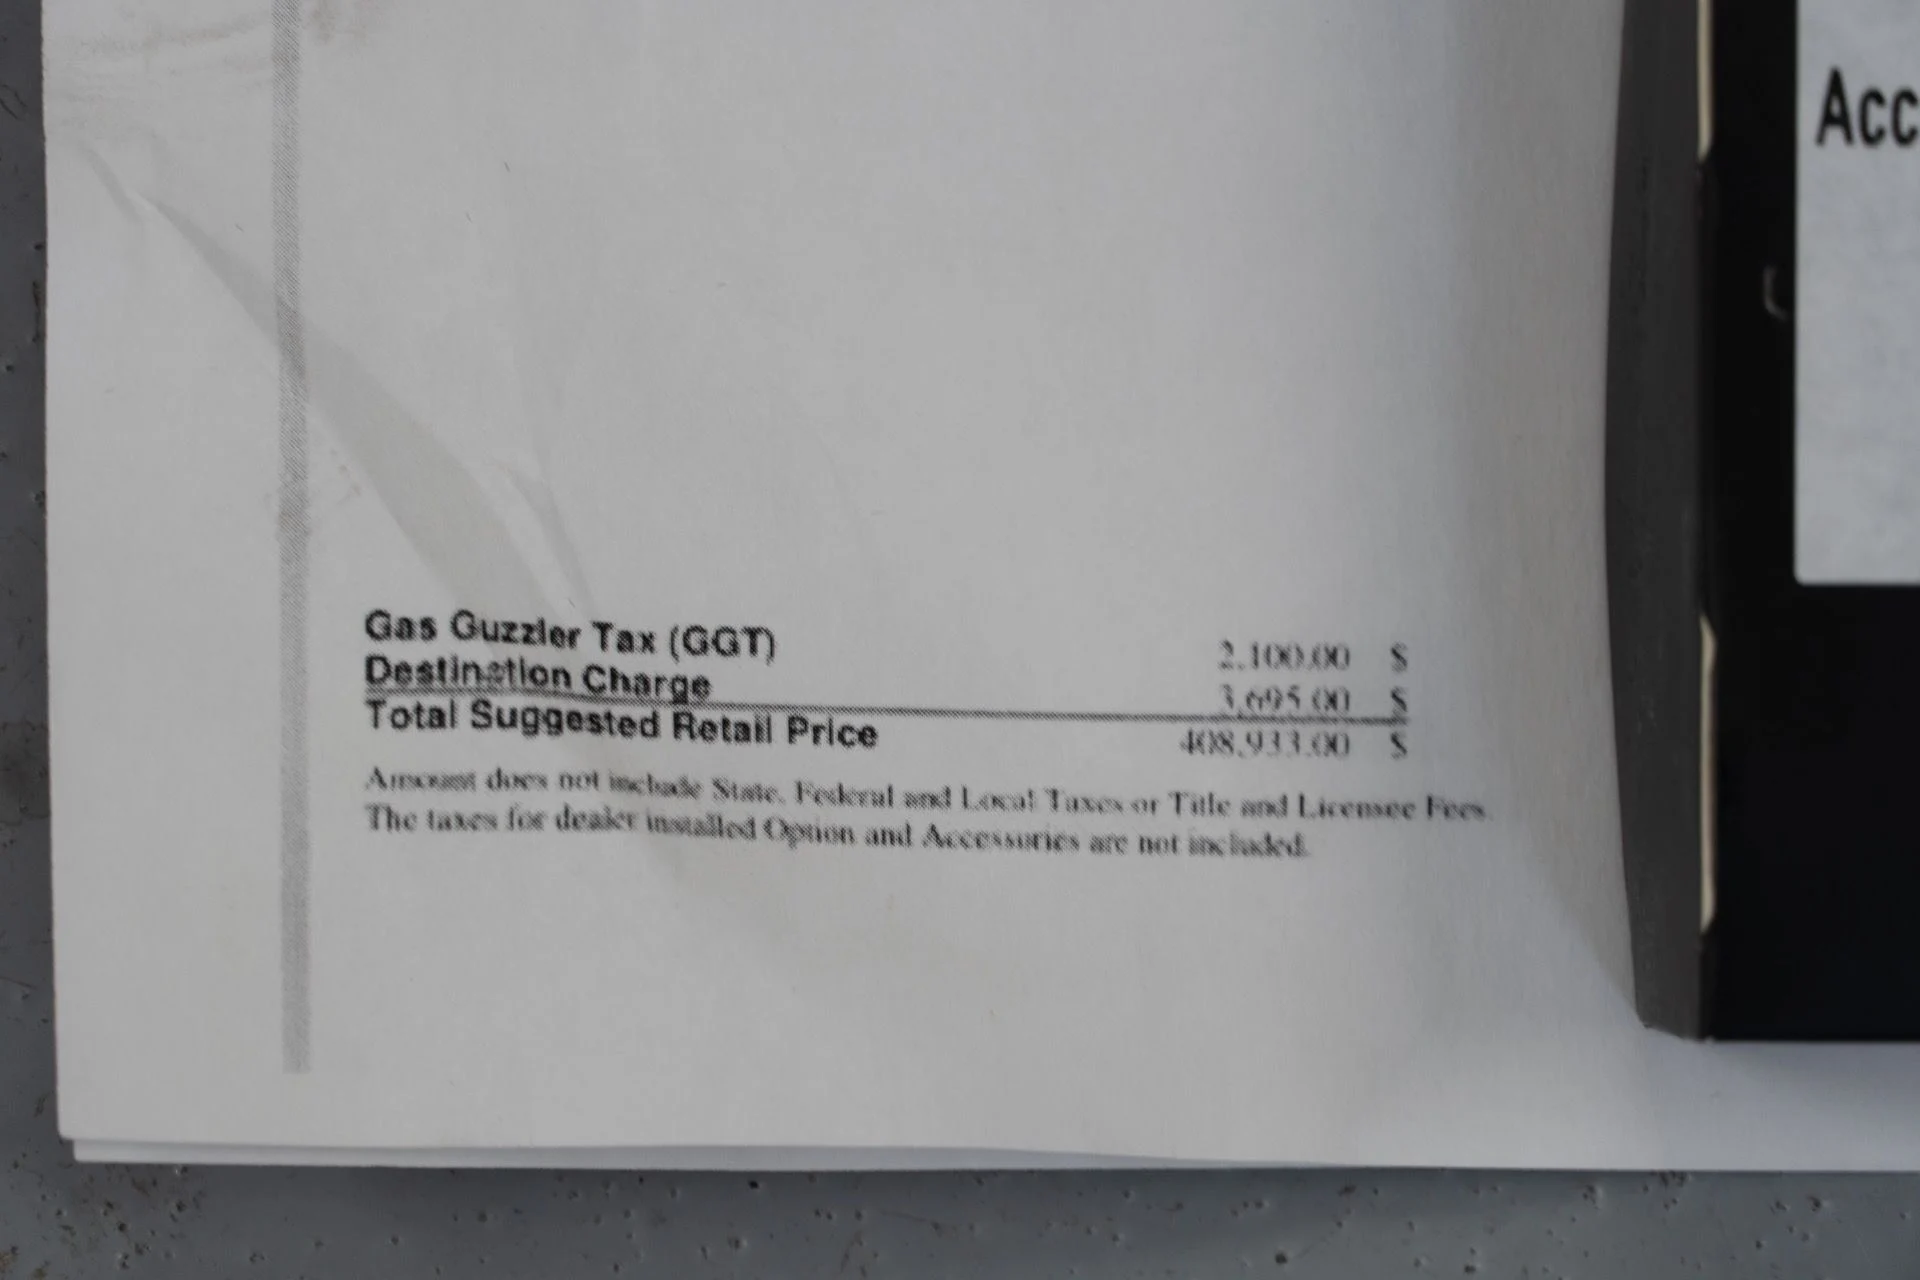 Gas Guzzler Tax (GGT) 2,100.00 $
Destination Charge 3,695.00 $
Total Suggested Retail Price 408,933.00 $
Amount does not include State, Federal and Local Taxes or Title and Licensee Fees.
The taxes for dealer installed Option and Accessories are not included.
Acc